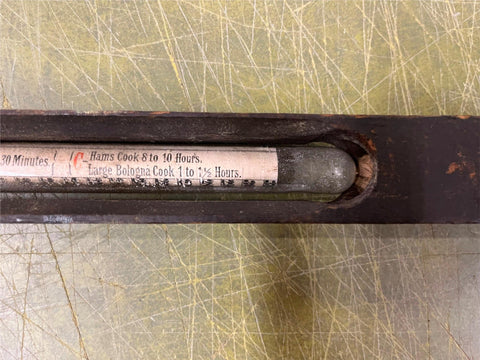 30 Minutes.
Hams Cook 8 to 10 Hours.
Large Bologna Cook 1 to 1½ Hours.